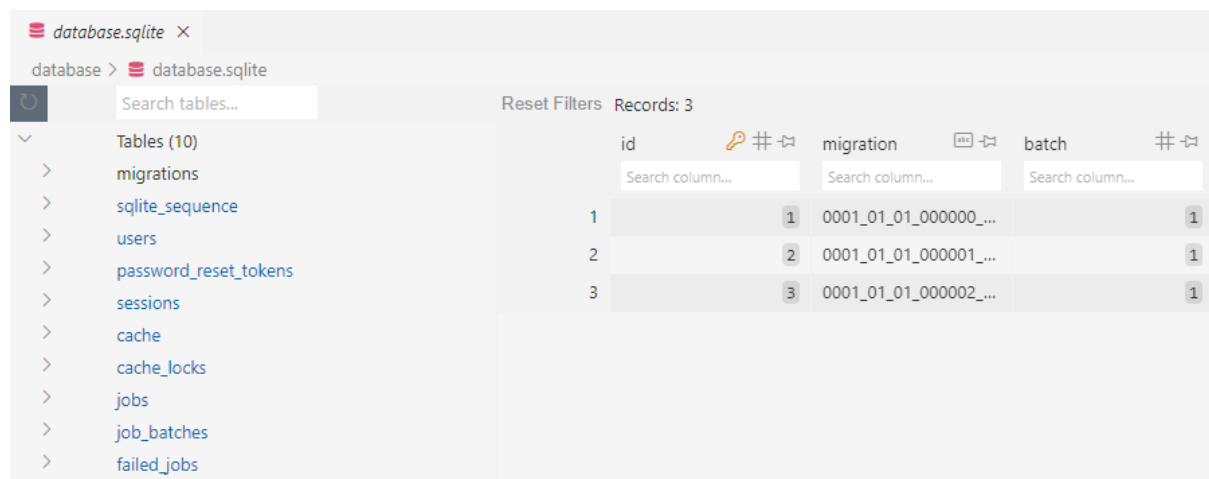 database.sqlite
database > database.sqlite
Search tables...
Reset Filters Records: 3
Tables (10)
migrations
sqlite_sequence
users
password_reset_tokens
sessions
cache
cache_locks
jobs
job_batches
failed_jobs
id abc migration batch
Search column... Search column... Search column...
1 1 0001_01_01_000000_... 1
2 2 0001_01_01_000001_... 1
3 3 0001_01_01_000002_... 1